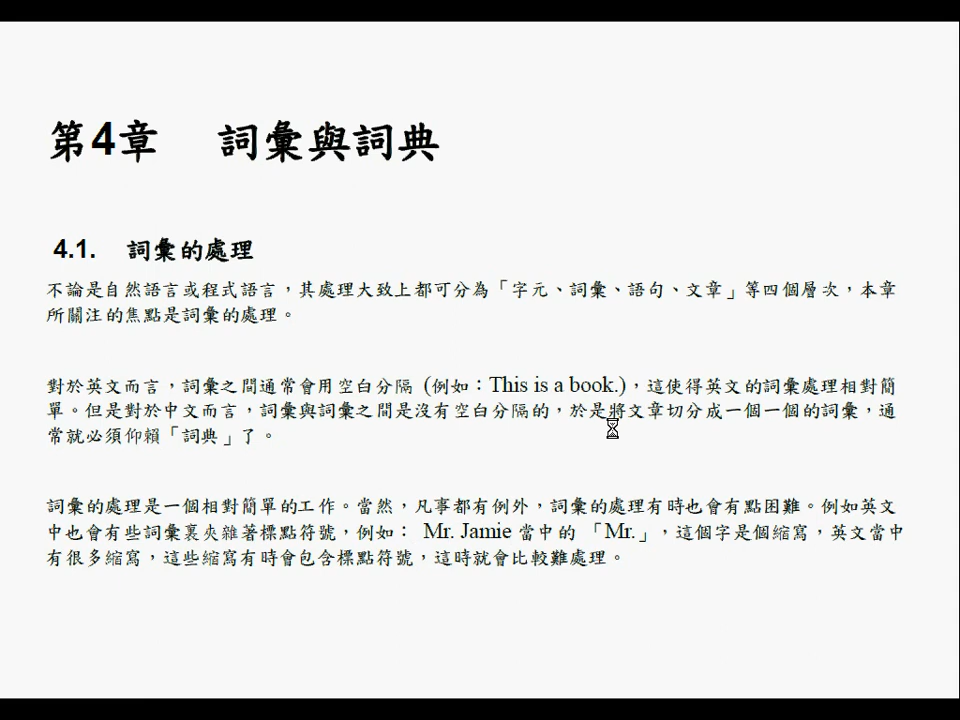 第4章 詞彙與詞典
4.1. 詞彙的處理
不論是自然語言或程式語言，其處理大致上都可分為「字元、詞彙、語句、文章」等四個層次，本章
所關注的焦點是詞彙的處理。
對於英文而言，詞彙之間通常會用空白分隔 (例如：This is a book.)，這使得英文的詞彙處理相對簡
單。但是對於中文而言，詞彙與詞彙之間是沒有空白分隔的，於是將文章切分成一個一個的詞彙，通
常就必須仰賴「詞典」了。
詞彙的處理是一個相對簡單的工作。當然，凡事都有例外，詞彙的處理有時也會有點困難。例如英文
中也會有些詞彙裏夾雜著標點符號，例如： Mr. Jamie 當中的 「Mr.」，這個字是個縮寫，英文當中
有很多縮寫，這些縮寫有時會包含標點符號，這時就會比較難處理。